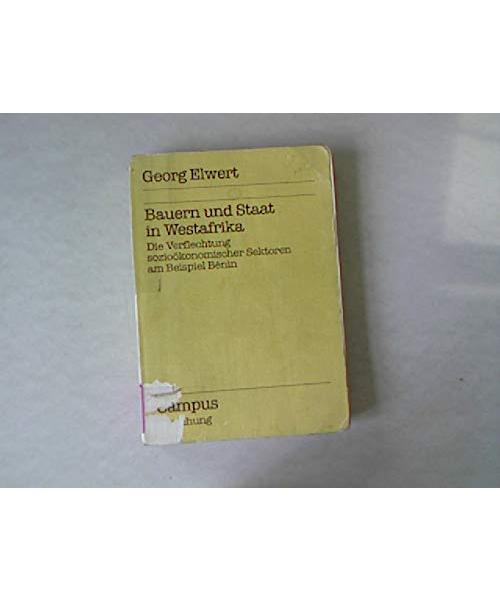 Georg Elwert
Bauern und Staat
in Westafrika
Die Verflechtung
sozioökonomischer Sektoren
am Beispiel Bénin
Campus